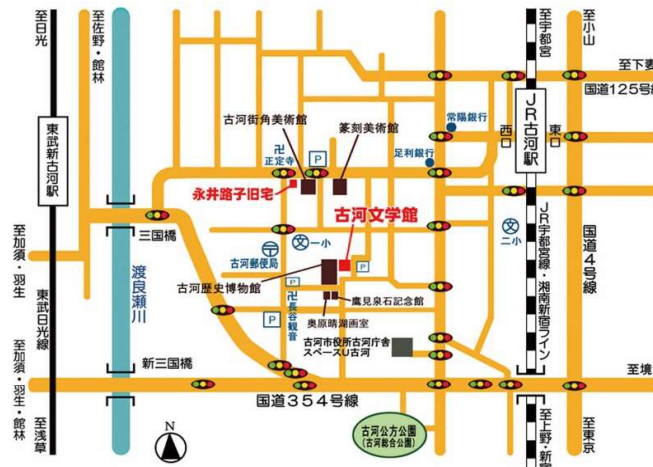 至日光
至佐野・館林
至宇都宮
至小山
至下妻
国道125号線
東武新古河駅
古河街角美術館
篆刻美術館
常陽銀行
西口
JR古河駅
東口
卍
正定寺
P
足利銀行
永井路子旧宅
古河文学館
三国橋
文一小
文
二小
至加須・羽生
渡良瀬川
〒
古河郵便局
P
JR宇都宮線・湘南新宿ライン
国道4号線
古河歴史博物館
P
鷹見泉石記念館
卍長谷観音
P
奥原晴湖画室
東武日光線
古河市役所古河庁舎
スペースU古河
新三国橋
至加須・羽生・館林
至境
国道354号線
至浅草
N
古河公方公園
(古河総合公園)
至上野・新宿
至東京